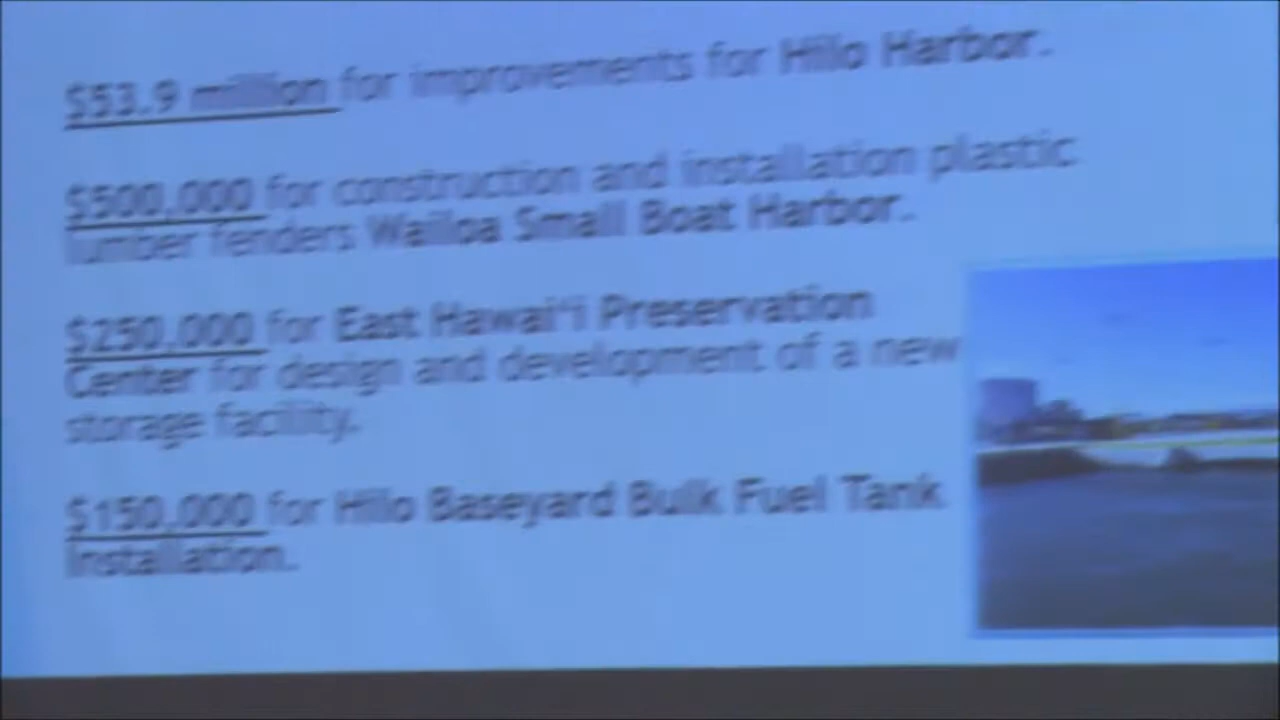 $53.9 million for improvements for Hilo Harbor.
$500,000 for construction and installation plastic
lumber fenders Wailoa Small Boat Harbor.
$250,000 for East Hawai'i Preservation
Center for design and development of a new
storage facility.
$150,000 for Hilo Baseyard Bulk Fuel Tank
Installation.